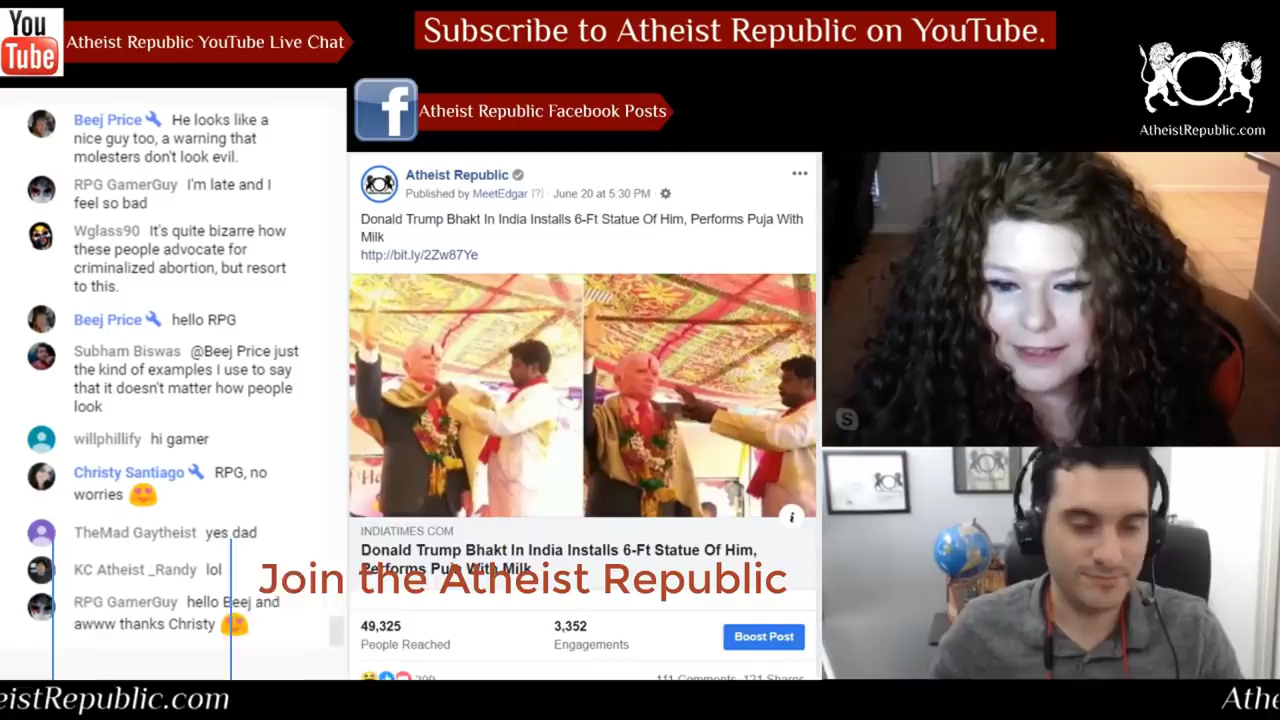 You
Tube
Atheist Republic YouTube Live Chat
Subscribe to Atheist Republic on YouTube.
AtheistRepublic.com
f
Atheist Republic Facebook Posts
Beej Price He looks like a
nice guy too, a warning that
molesters don't look evil.
RPG GamerGuy I'm late and I
feel so bad
Wglass90 It's quite bizarre how
these people advocate for
criminalized abortion, but resort
to this.
Beej Price hello RPG
Subham Biswas @Beej Price just
the kind of examples I use to say
that it doesn't matter how people
look
willphillify hi gamer
Christy Santiago RPG, no
worries
TheMad Gaytheist yes dad
KC Atheist _Randy lol
RPG GamerGuy hello Beej and
awww thanks Christy
Atheist Republic
Published by MeetEdgar [?] · June 20 at 5:30 PM ·
Donald Trump Bhakt In India Installs 6-Ft Statue Of Him, Performs Puja With
Milk
http://bit.ly/2Zw87Ye
i
INDIATIMES.COM
Donald Trump Bhakt In India Installs 6-Ft Statue Of Him,
Performs Puja With Milk
Join the Atheist Republic
49,325
People Reached
3,352
Engagements
Boost Post
111 Comments 121 Shares
S
eistRepublic.com
Athe